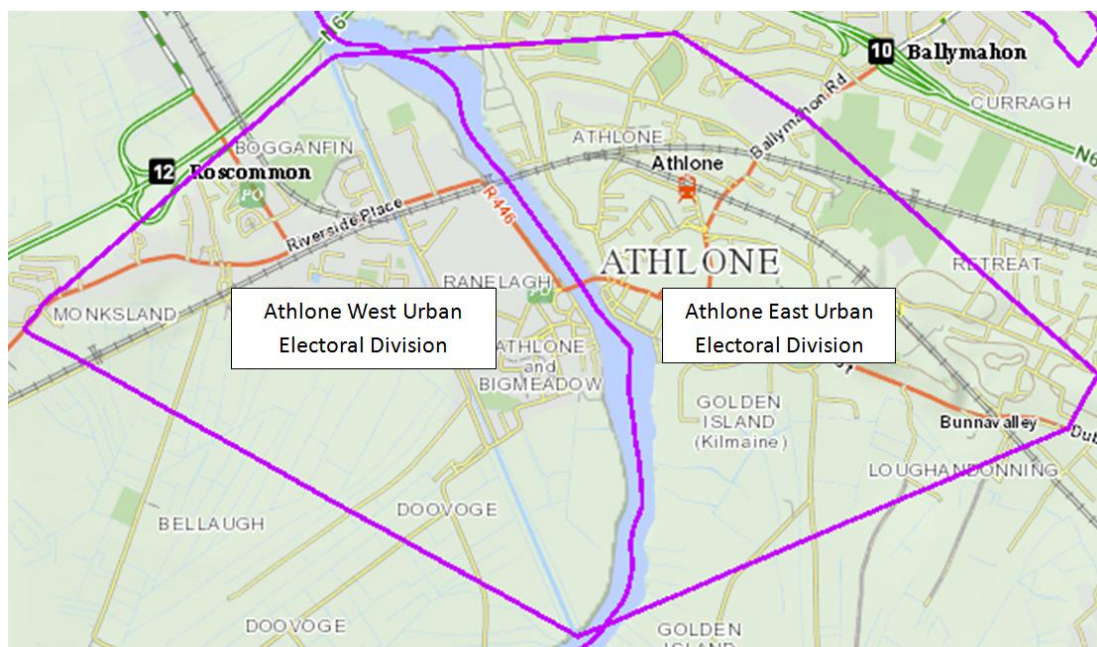 N6
10
Ballymahon
CURRAGH
Ballymahon Rd
ATHLONE
N6
BOGGANFIN
Athlone
12
Roscommon
R446
Riverside Place
ATHLONE
RETREAT
RANELAGH
MONKSLAND
Athlone West Urban
Electoral Division
Athlone East Urban
Electoral Division
ATHLONE
and
BIGMEADOW
GOLDEN
ISLAND
(Kilmaine)
Bunnavalley
Dub
LOUGHANDONNING
DOOVOGE
BELLAUGH
DOOVOGE
GOLDEN
ISLAND